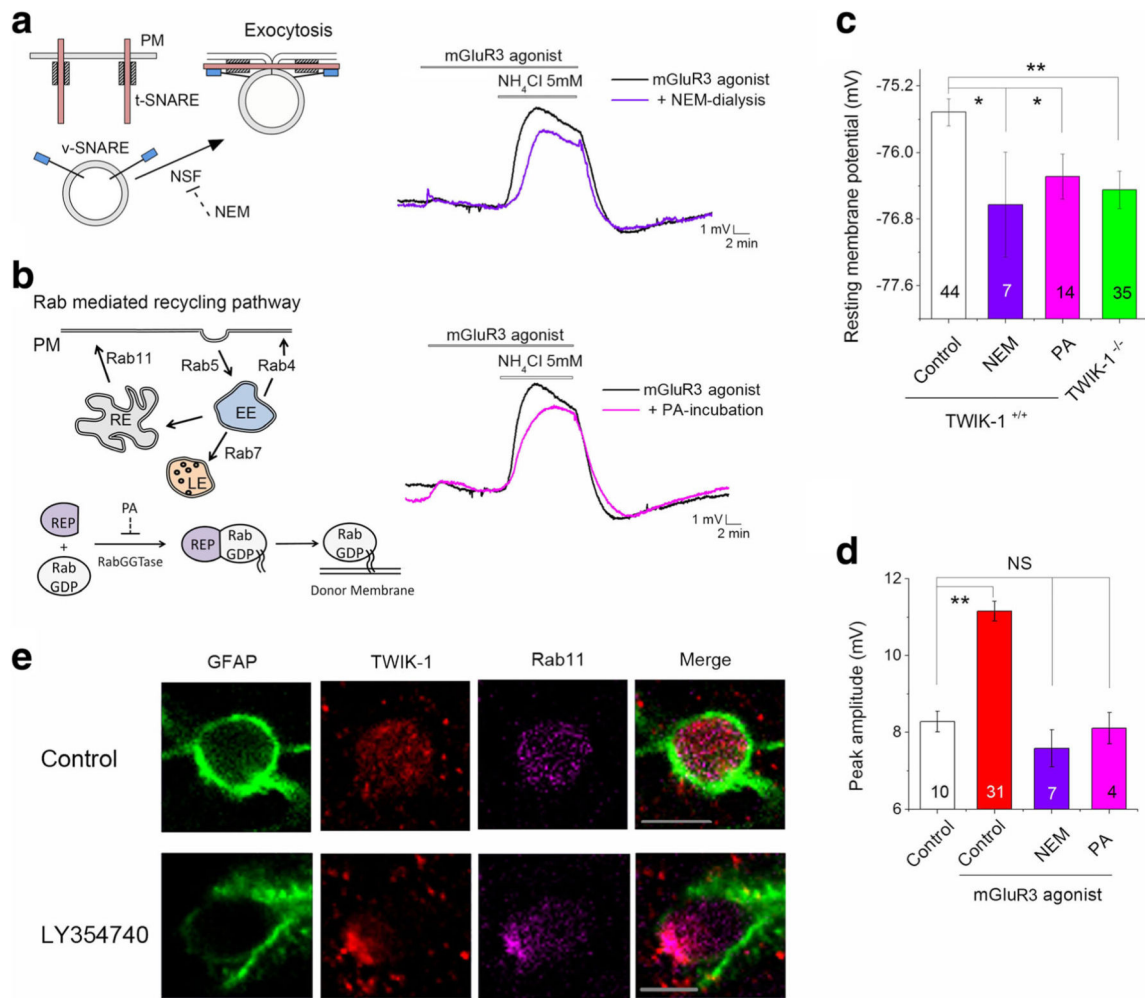 a
PM
Exocytosis
t-SNARE
v-SNARE
NSF
NEM
mGluR3 agonist
NH4Cl 5mM
mGluR3 agonist
+ NEM-dialysis
1 mV
2 min
b
Rab mediated recycling pathway
PM
Rab11
Rab5
Rab4
RE
EE
Rab7
LE
PA
REP
+
Rab
GDP
RabGGTase
REP
Rab
GDP
Rab
GDP
Donor Membrane
mGluR3 agonist
NH4Cl 5mM
mGluR3 agonist
+ PA-incubation
1 mV
2 min
c
Resting membrane potential (mV)
-75.2
-76.0
-76.8
-77.6
**
*
*
44
7
14
35
Control
NEM
PA
TWIK-1 -/-
TWIK-1 +/+
d
Peak amplitude (mV)
12
10
8
6
NS
**
10
31
7
4
Control
Control
NEM
PA
mGluR3 agonist
e
GFAP
TWIK-1
Rab11
Merge
Control
LY354740